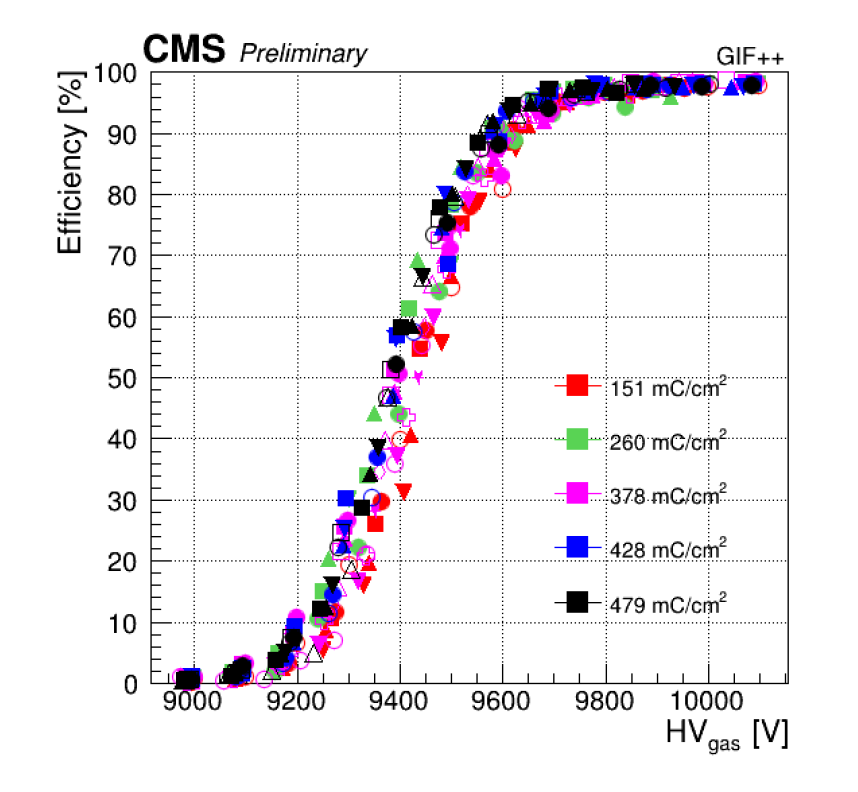 CMS Preliminary GIF++
Efficiency [%]
100
90
80
70
60
50
40
30
20
10
0
151 mC/cm²
260 mC/cm²
378 mC/cm²
428 mC/cm²
479 mC/cm²
9000 9200 9400 9600 9800 10000
HVgas [V]